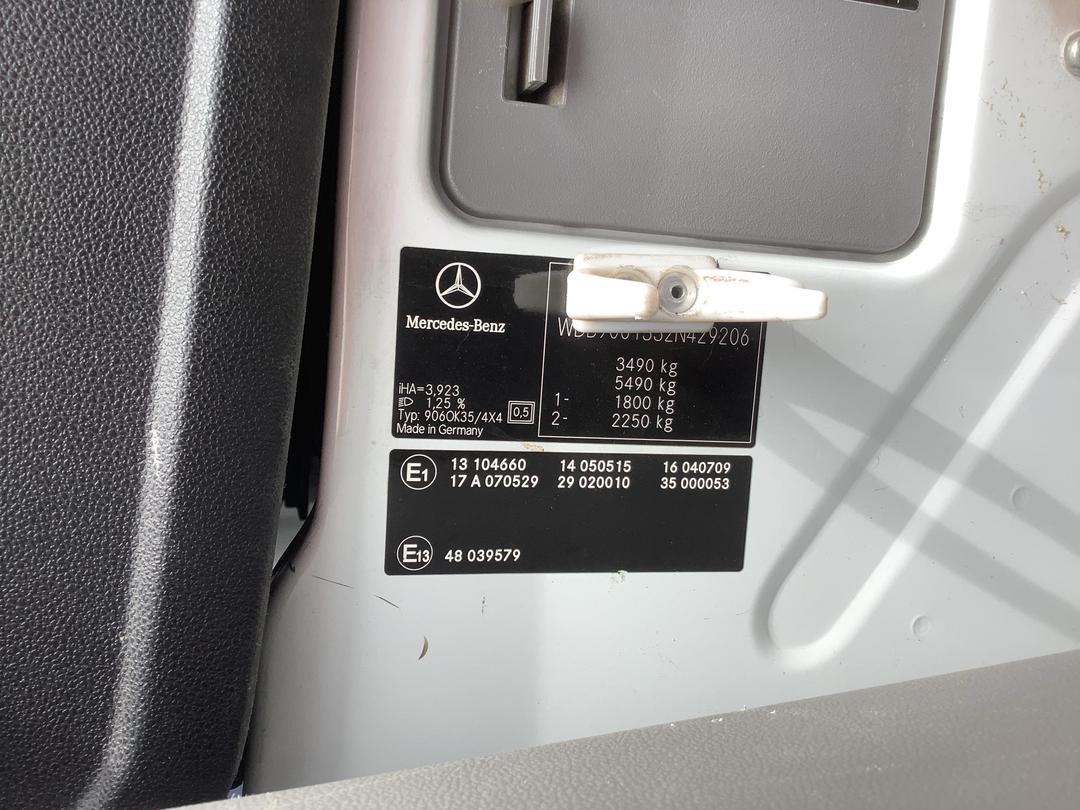 Mercedes-Benz
3490 kg
5490 kg
1- 1800 kg
2- 2250 kg
iHA=3,923
1,25 %
Typ: 906OK35/4X4 0,5
Made in Germany
E1 13 104660 14 050515 16 040709
17 A 070529 29 020010 35 000053
E13 48 039579